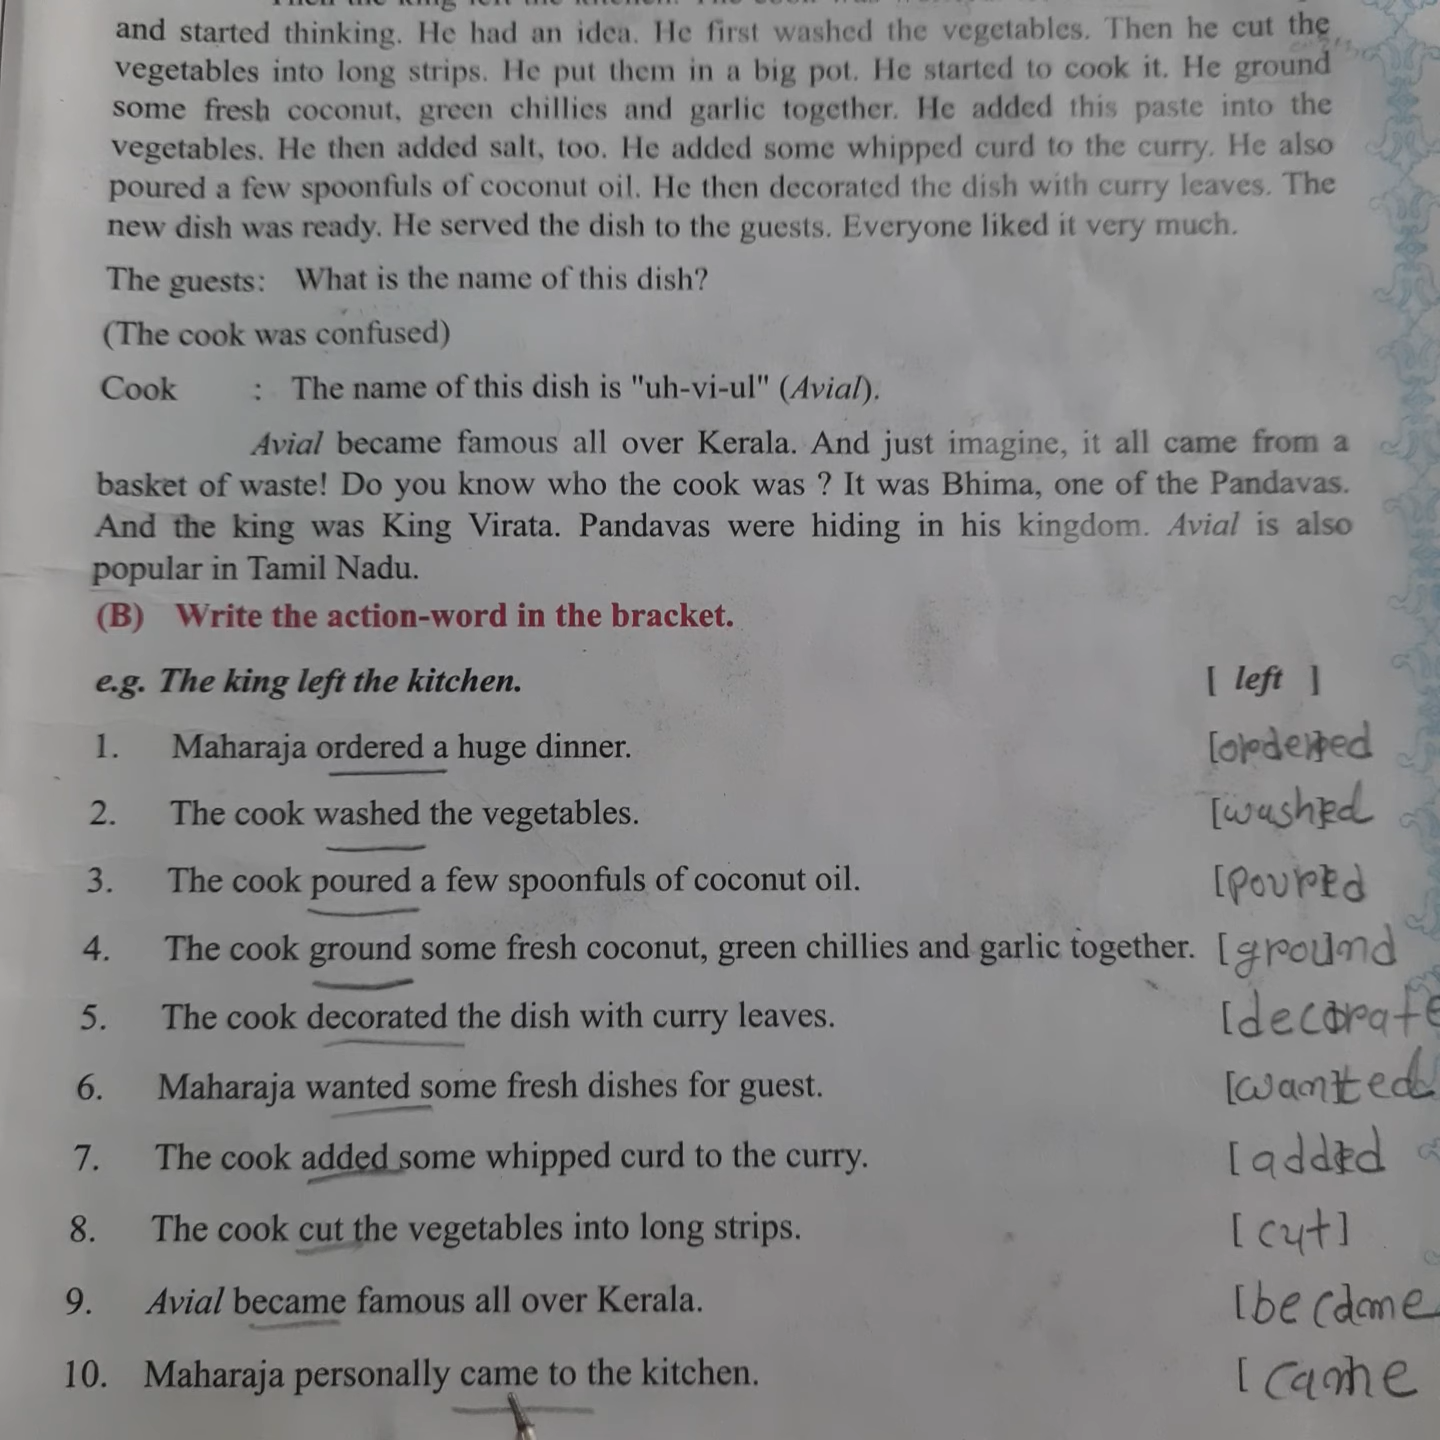 and started thinking. He had an idea. He first washed the vegetables. Then he cut the
vegetables into long strips. He put them in a big pot. He started to cook it. He ground
some fresh coconut, green chillies and garlic together. He added this paste into the
vegetables. He then added salt, too. He added some whipped curd to the curry. He also
poured a few spoonfuls of coconut oil. He then decorated the dish with curry leaves. The
new dish was ready. He served the dish to the guests. Everyone liked it very much.
The guests: What is the name of this dish?
(The cook was confused)
Cook : The name of this dish is "uh-vi-ul" (Avial).
Avial became famous all over Kerala. And just imagine, it all came from a
basket of waste! Do you know who the cook was ? It was Bhima, one of the Pandavas.
And the king was King Virata. Pandavas were hiding in his kingdom. Avial is also
popular in Tamil Nadu.
(B) Write the action-word in the bracket.
e.g. The king left the kitchen. [ left ]
1. Maharaja ordered a huge dinner. [ordered
2. The cook washed the vegetables. [washed
3. The cook poured a few spoonfuls of coconut oil. [poured
4. The cook ground some fresh coconut, green chillies and garlic together. [ground
5. The cook decorated the dish with curry leaves. [decorate
6. Maharaja wanted some fresh dishes for guest. [wanted
7. The cook added some whipped curd to the curry. [added
8. The cook cut the vegetables into long strips. [cut]
9. Avial became famous all over Kerala. [became
10. Maharaja personally came to the kitchen. [came